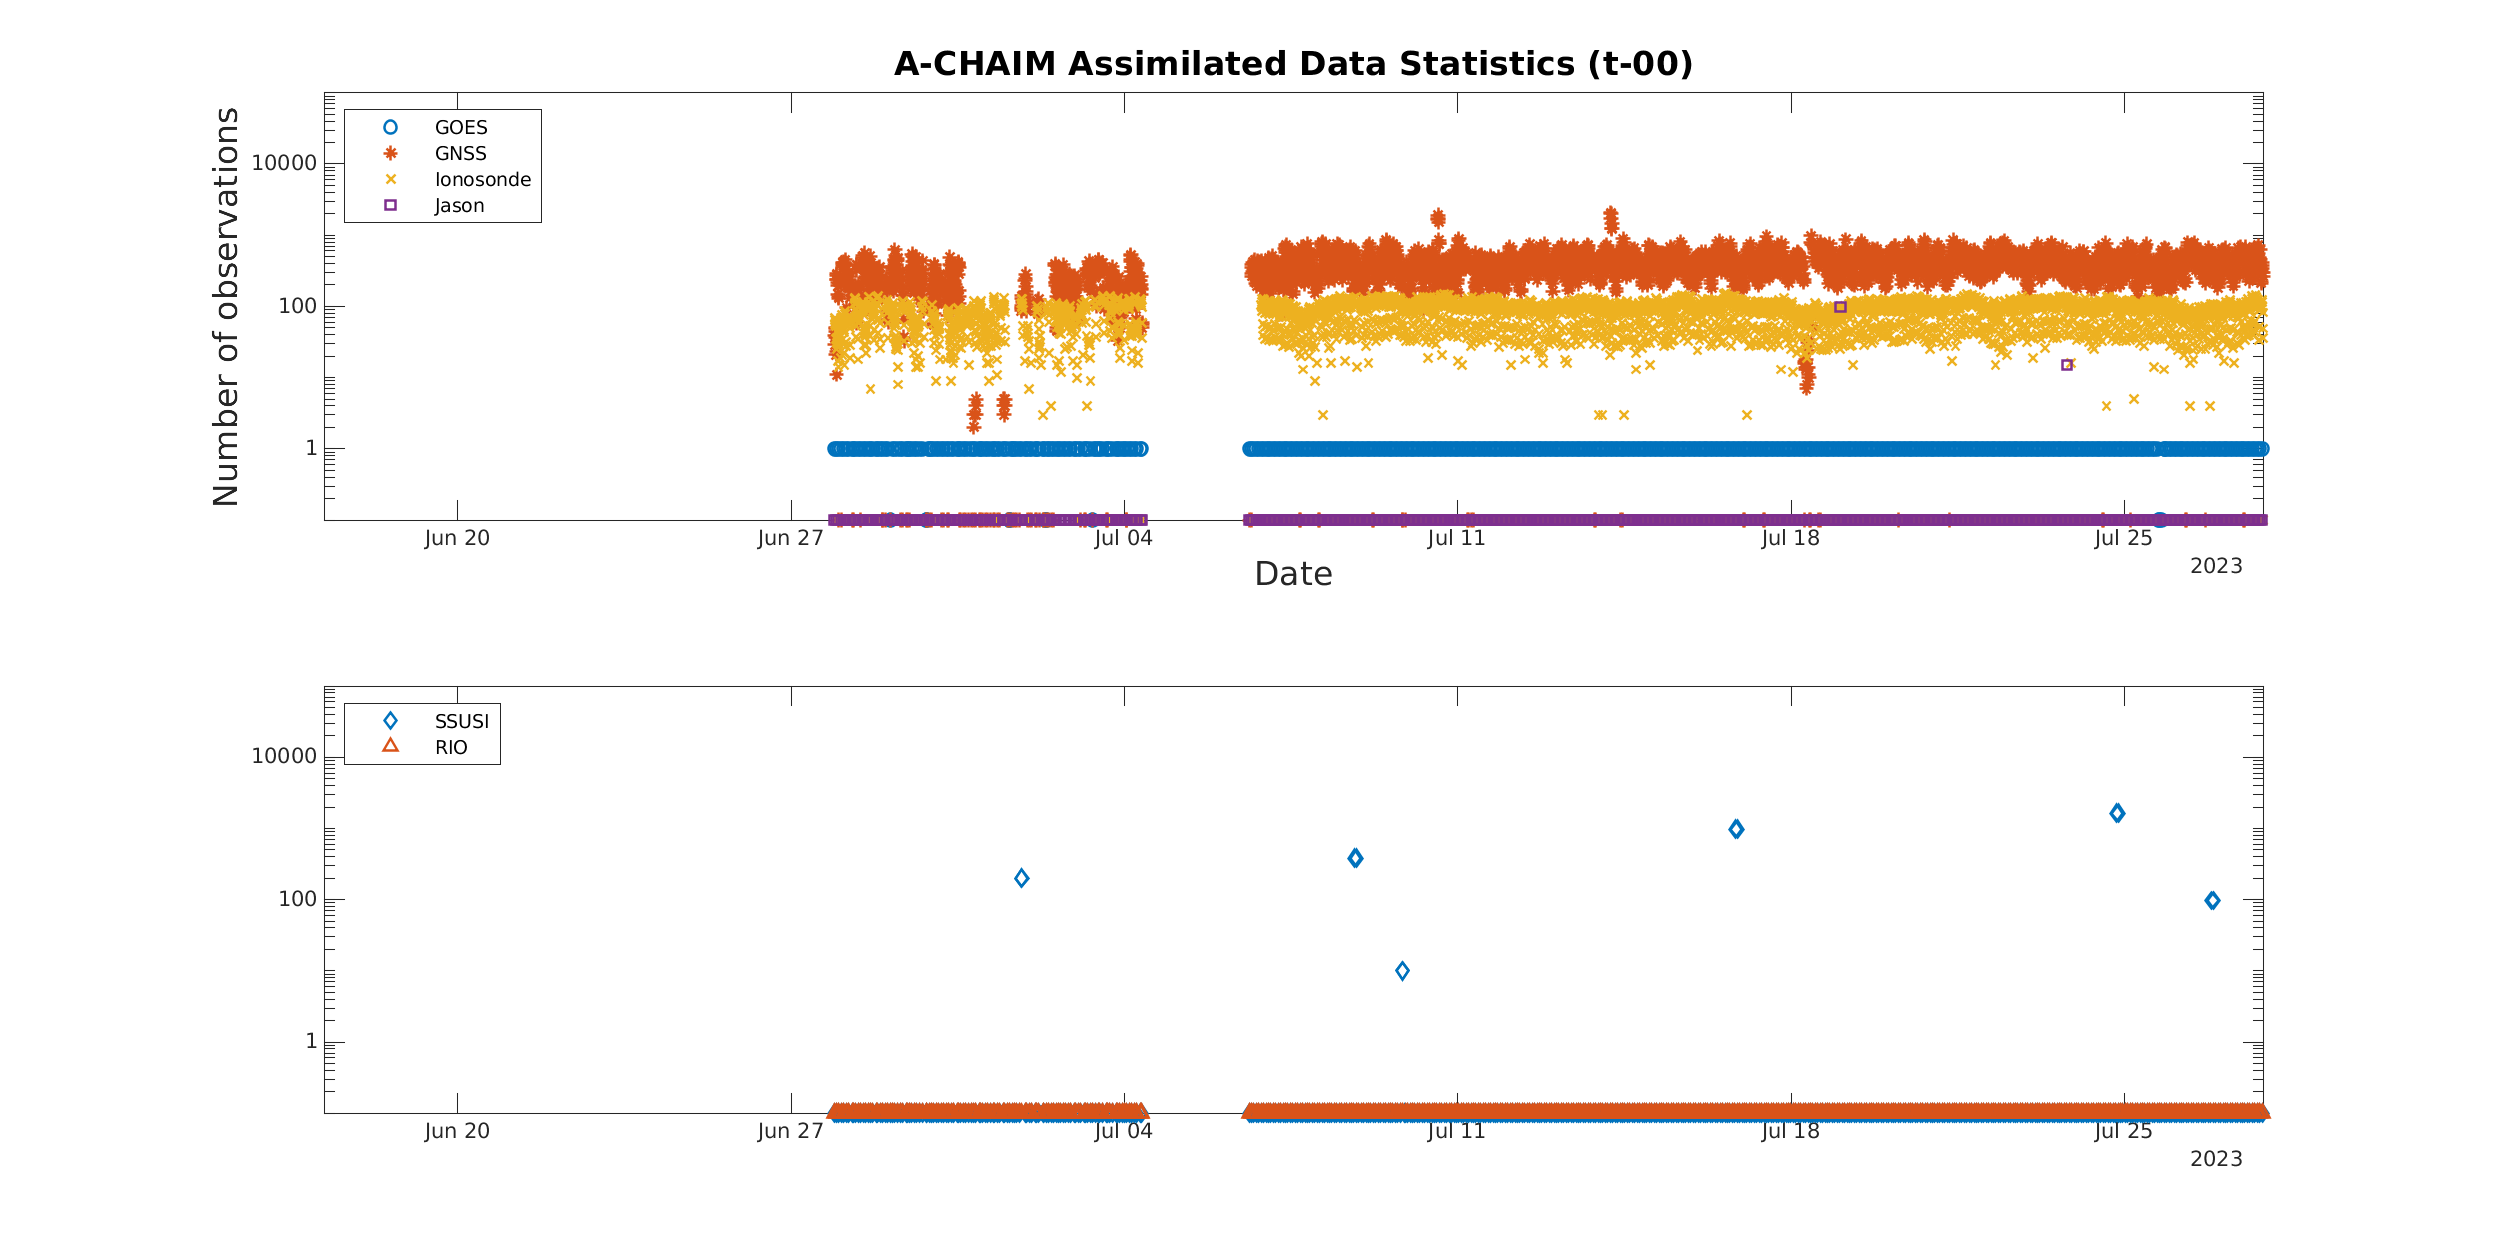 A-CHAIM Assimilated Data Statistics (t-00)
Number of observations
GOES
GNSS
Ionosonde
Jason
10000
100
1
Jun 20
Jun 27
Jul 04
Jul 11
Jul 18
Jul 25
2023
Date
SSUSI
RIO
10000
100
1
Jun 20
Jun 27
Jul 04
Jul 11
Jul 18
Jul 25
2023